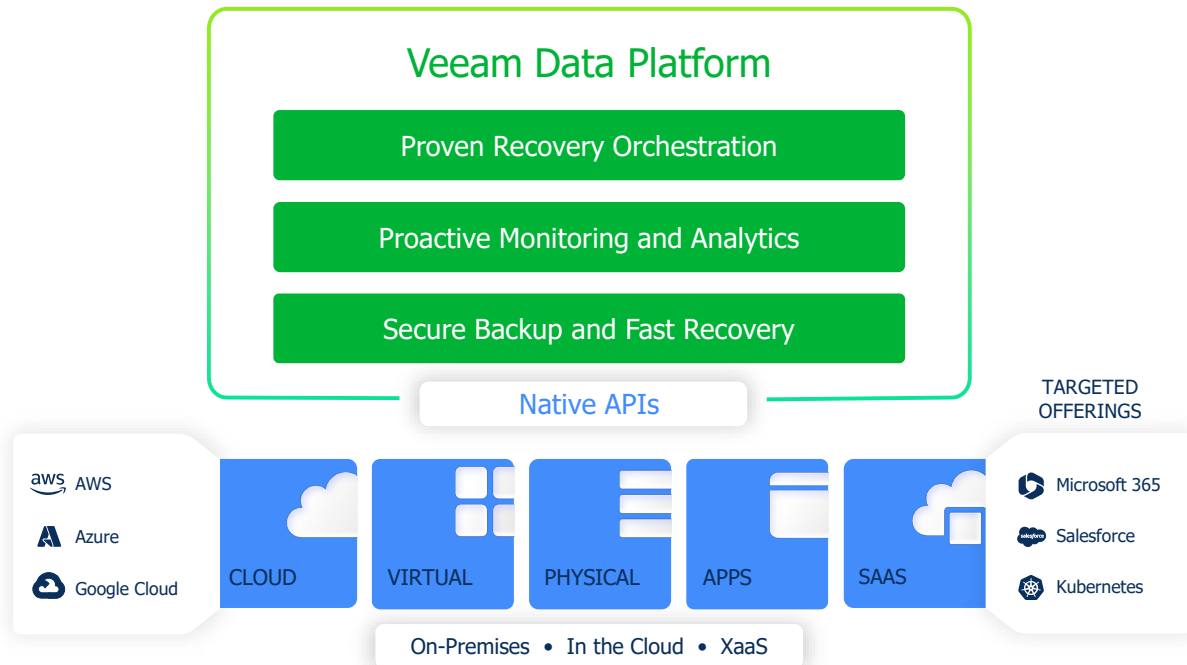 Veeam Data Platform
Proven Recovery Orchestration
Proactive Monitoring and Analytics
Secure Backup and Fast Recovery
Native APIs
TARGETED
OFFERINGS
aws AWS
Azure
Google Cloud
CLOUD
VIRTUAL
PHYSICAL
APPS
SAAS
Microsoft 365
salesforce Salesforce
Kubernetes
On-Premises • In the Cloud • XaaS